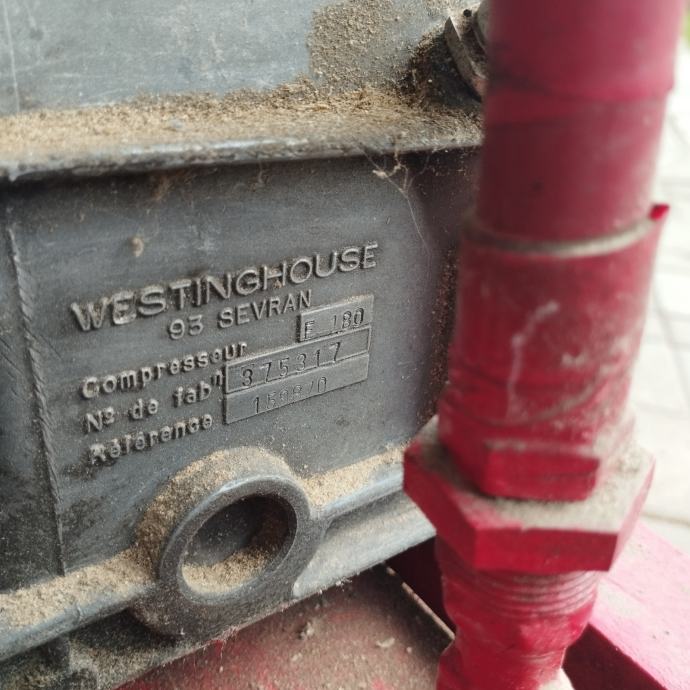 WESTINGHOUSE
93 SEVRAN
Compresseur E 180
Nº de fabⁿ 375317
Référence